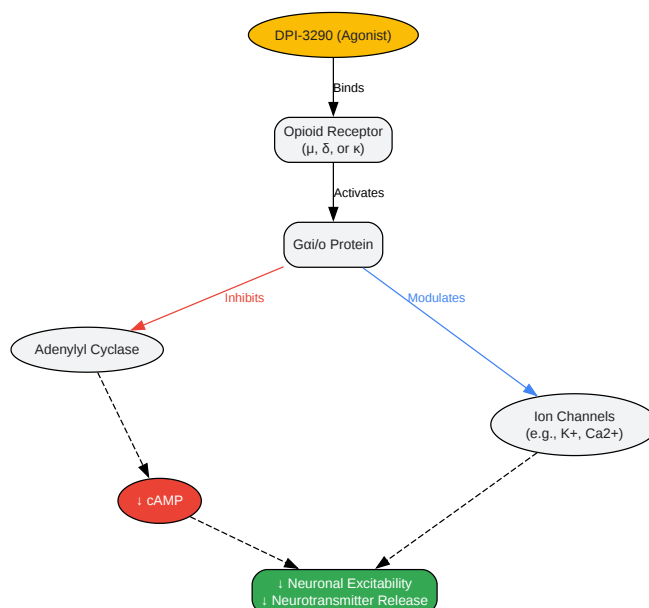 DPI-3290 (Agonist)
Binds
Opioid Receptor
(μ, δ, or κ)
Activates
Gαi/o Protein
Inhibits
Modulates
Adenylyl Cyclase
Ion Channels
(e.g., K+, Ca2+)
↓ cAMP
↓ Neuronal Excitability
↓ Neurotransmitter Release